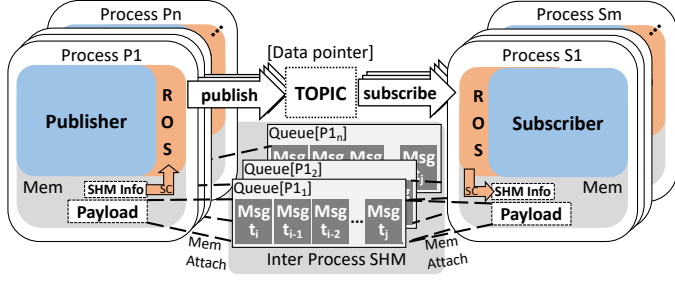 Process Pn
Process P1
Publisher
R
O
S
Mem
SHM Info
SC
Payload
[Data pointer]
publish
TOPIC
subscribe
Queue[P1n]
Msg Msg Msg Msg
tj
Queue[P12]
Queue[P11]
Msg Msg Msg Msg
ti ti-1 ti-2 ... tj
Mem
Attach
Inter Process SHM
Mem
Attach
Process Sm
Process S1
R
O
S
Subscriber
SC
SHM Info
Mem
Payload